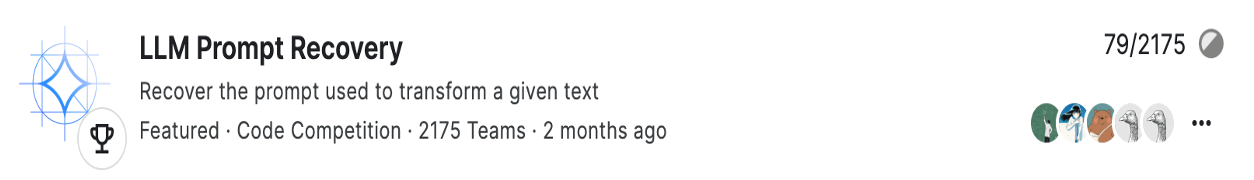 LLM Prompt Recovery
79/2175
Recover the prompt used to transform a given text
Featured · Code Competition · 2175 Teams · 2 months ago